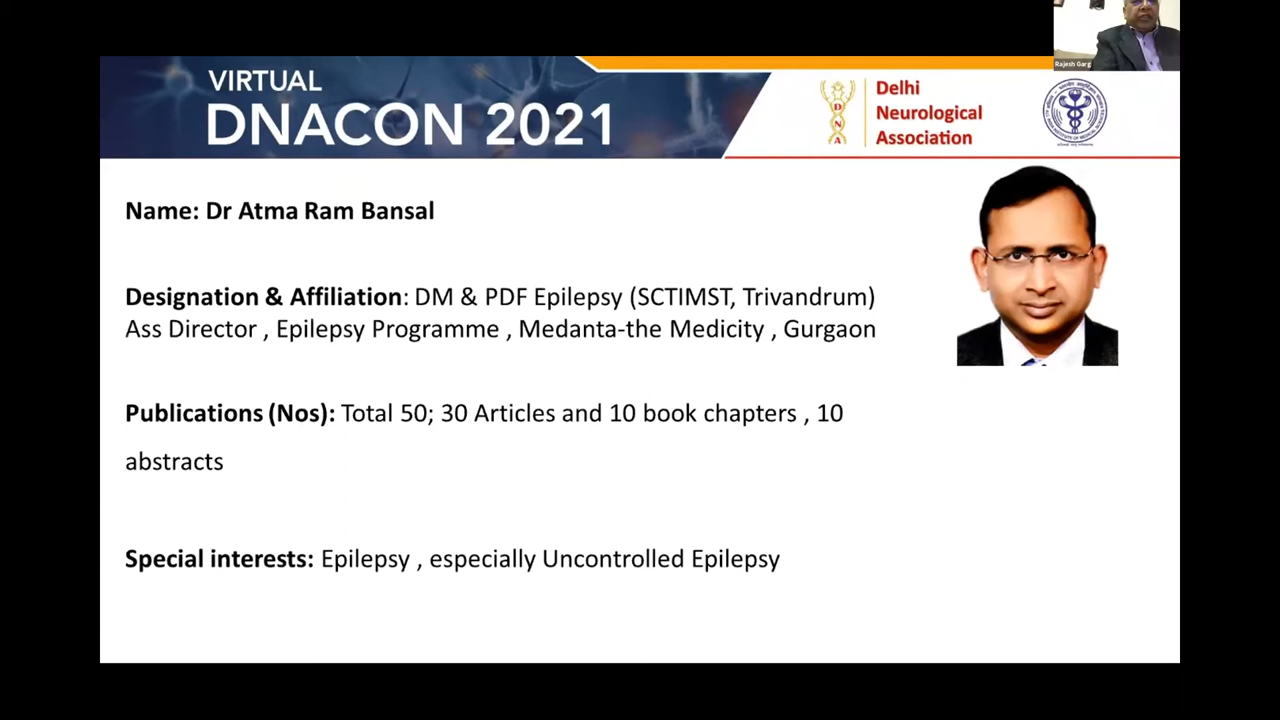 Rajesh Garg
VIRTUAL
DNACON 2021
D
N
A
Delhi
Neurological
Association
Name: Dr Atma Ram Bansal
Designation & Affiliation: DM & PDF Epilepsy (SCTIMST, Trivandrum)
Ass Director , Epilepsy Programme , Medanta-the Medicity , Gurgaon
Publications (Nos): Total 50; 30 Articles and 10 book chapters , 10
abstracts
Special interests: Epilepsy , especially Uncontrolled Epilepsy